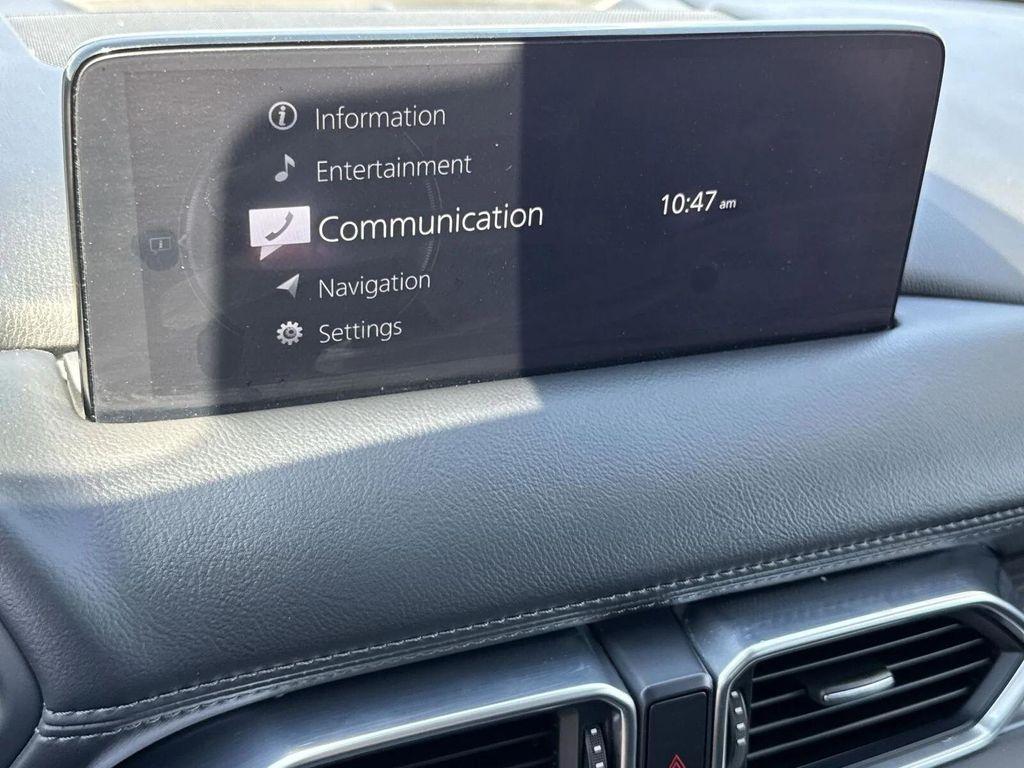 Information
Entertainment
Communication
10:47 am
Navigation
Settings